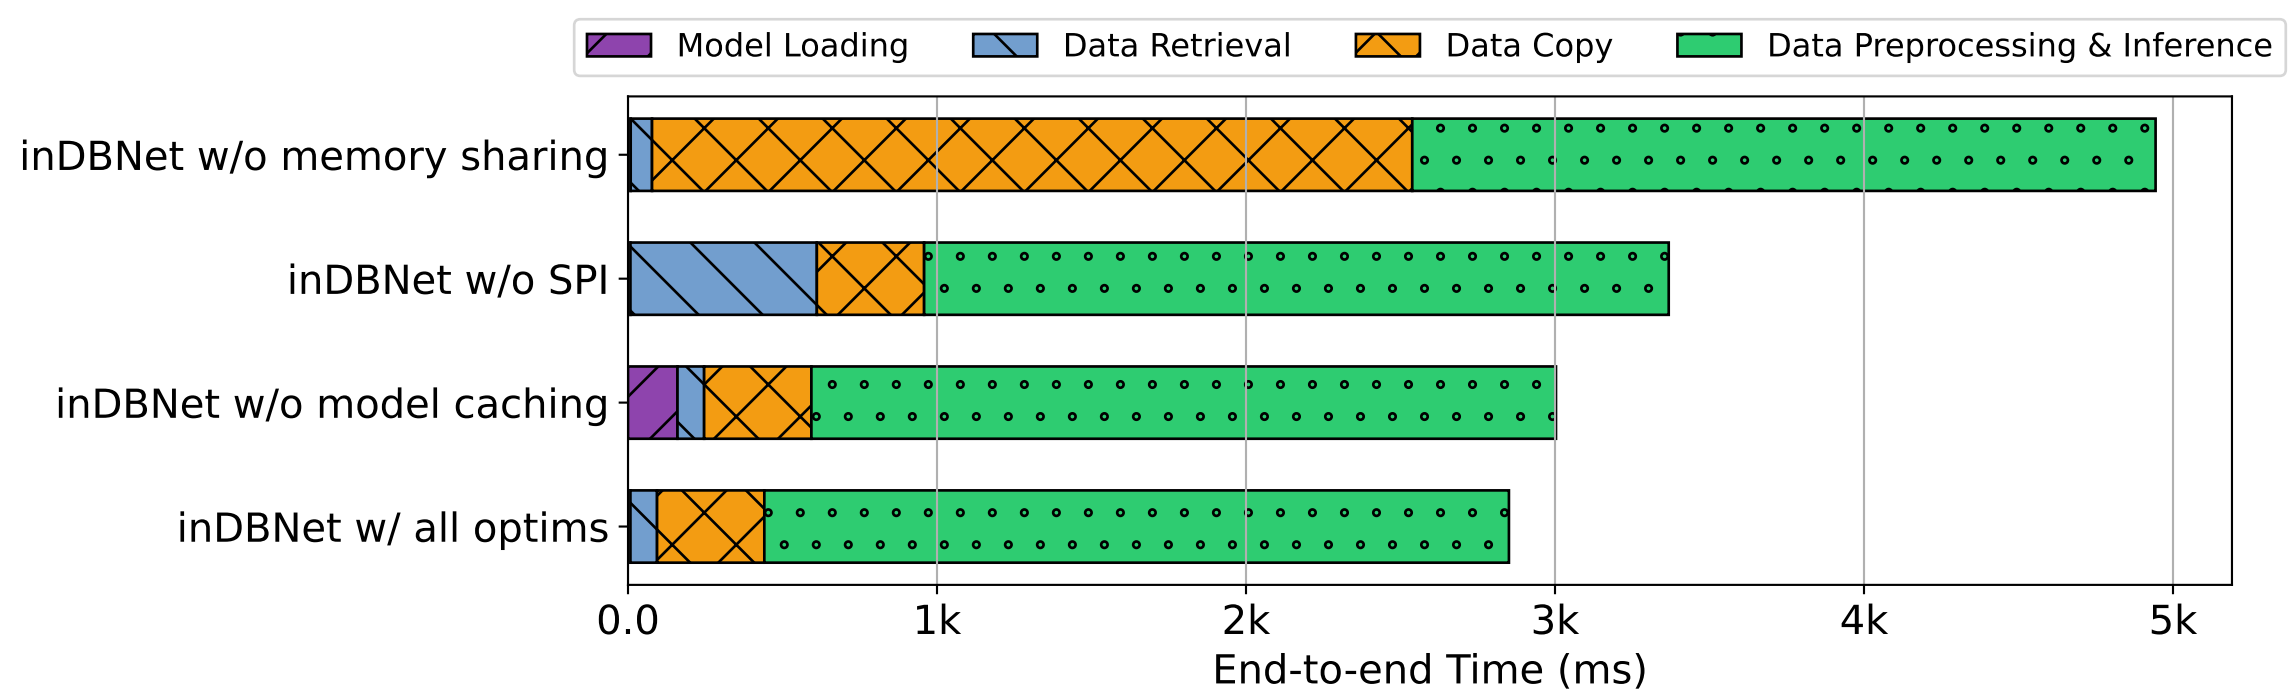 Model Loading Data Retrieval Data Copy Data Preprocessing & Inference
inDBNet w/o memory sharing
inDBNet w/o SPI
inDBNet w/o model caching
inDBNet w/ all optims
0.0 1k 2k 3k 4k 5k
End-to-end Time (ms)